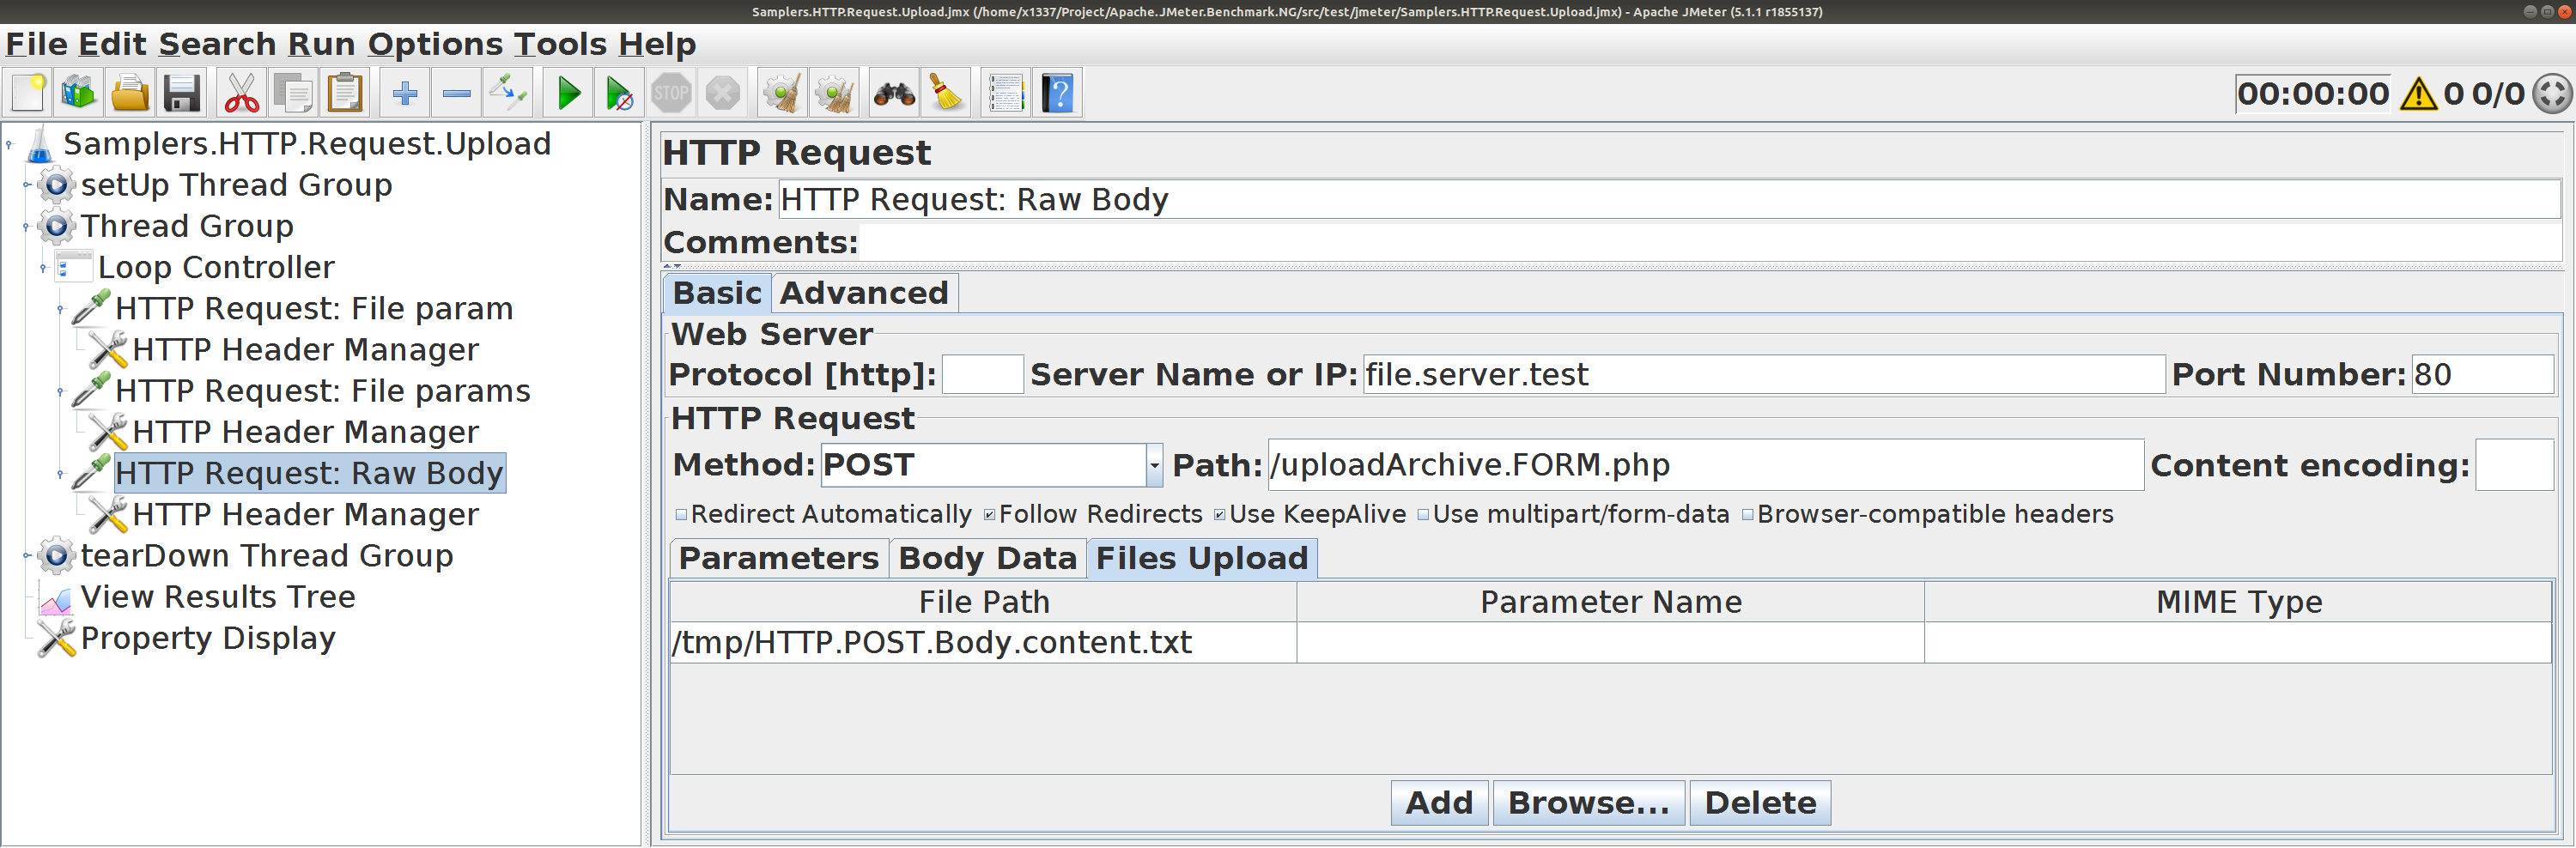 Samplers.HTTP.Request.Upload.jmx (/home/x1337/Project/Apache.JMeter.Benchmark.NG/src/test/jmeter/Samplers.HTTP.Request.Upload.jmx) - Apache JMeter (5.1.1 r1855137)
File Edit Search Run Options Tools Help
STOP
00:00:00 0 0/0
Samplers.HTTP.Request.Upload
setUp Thread Group
Thread Group
Loop Controller
HTTP Request: File param
HTTP Header Manager
HTTP Request: File params
HTTP Header Manager
HTTP Request: Raw Body
HTTP Header Manager
tearDown Thread Group
View Results Tree
Property Display
HTTP Request
Name: HTTP Request: Raw Body
Comments:
Basic Advanced
Web Server
Protocol [http]: Server Name or IP: file.server.test Port Number: 80
HTTP Request
Method: POST Path: /uploadArchive.FORM.php Content encoding:
Redirect Automatically Follow Redirects Use KeepAlive Use multipart/form-data Browser-compatible headers
Parameters Body Data Files Upload
File Path Parameter Name MIME Type
/tmp/HTTP.POST.Body.content.txt
Add Browse... Delete